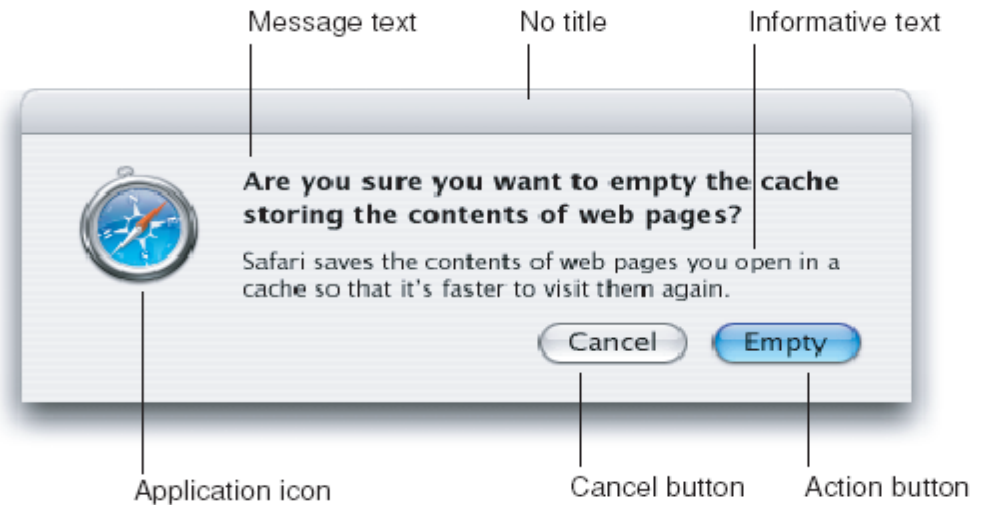 Message text
No title
Informative text
Are you sure you want to empty the cache
storing the contents of web pages?
Safari saves the contents of web pages you open in a
cache so that it's faster to visit them again.
Cancel
Empty
Application icon
Cancel button
Action button